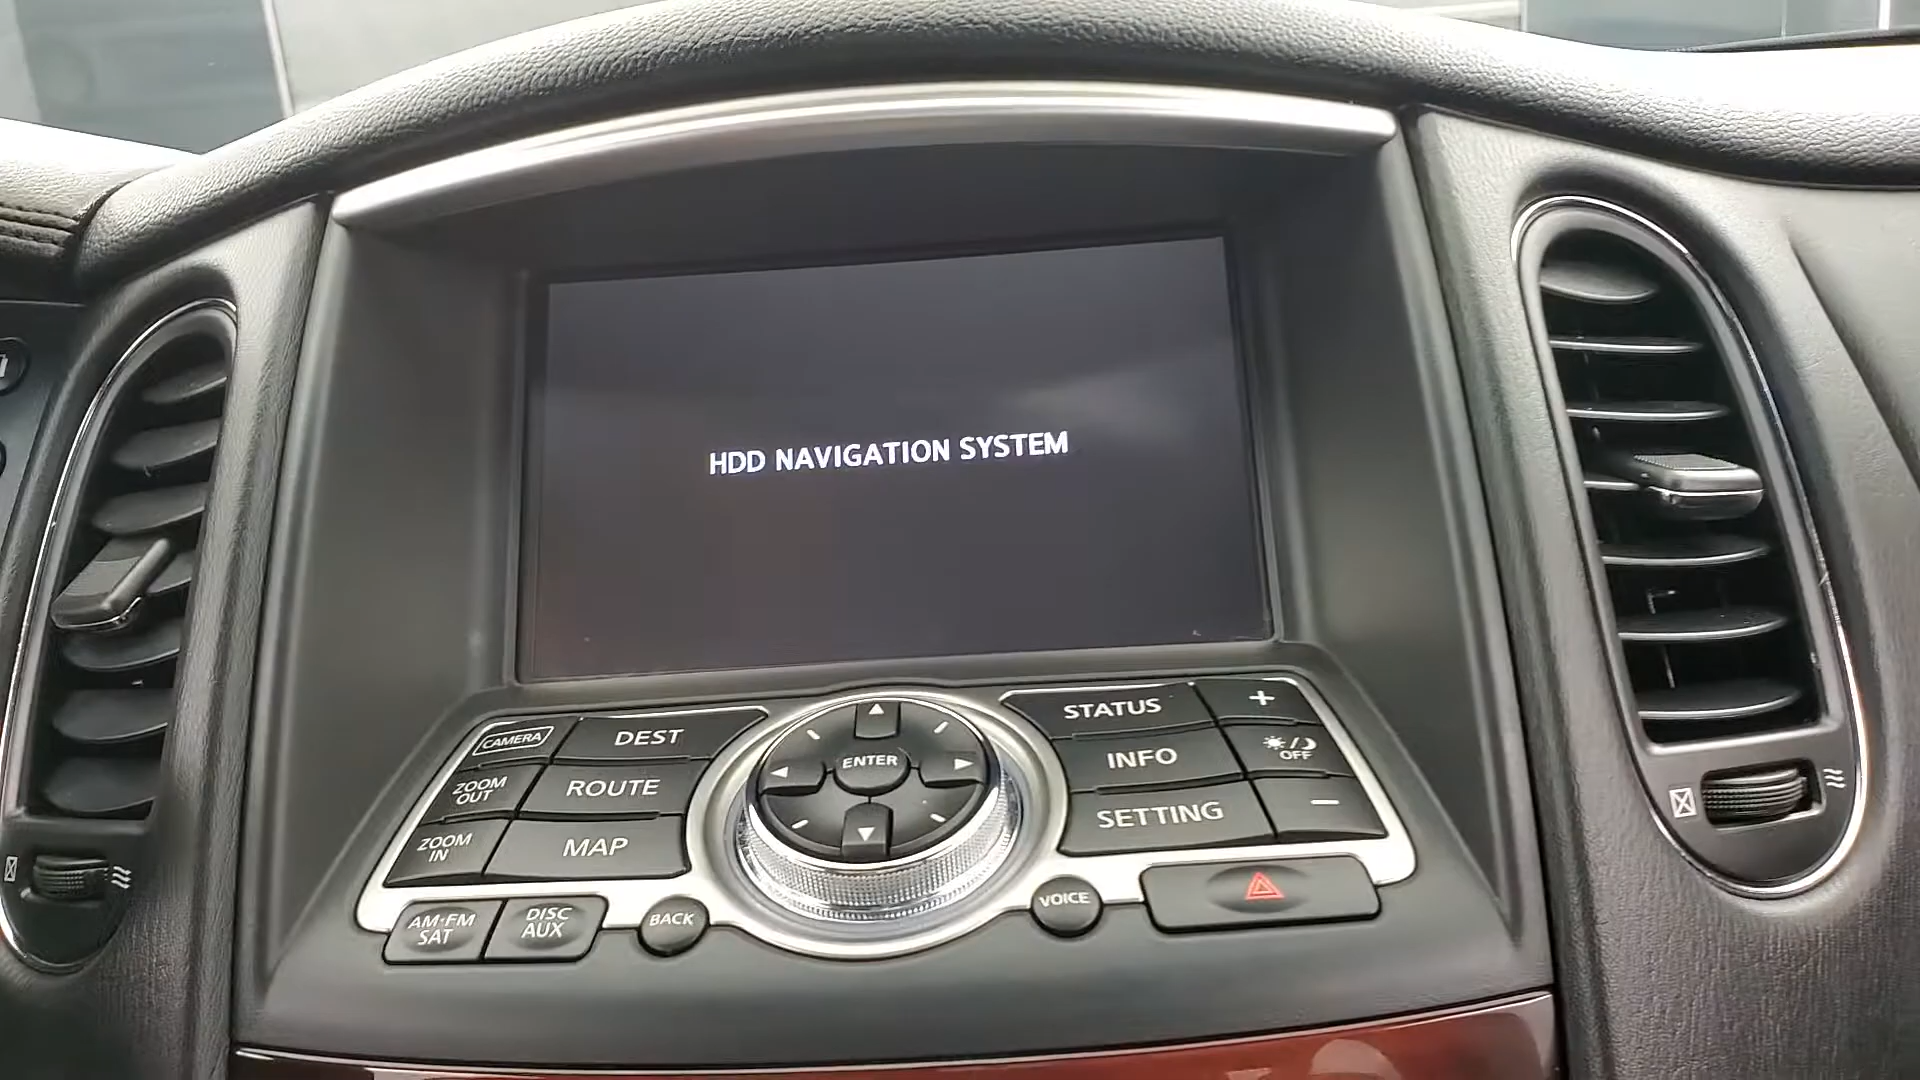 HDD NAVIGATION SYSTEM
CAMERA
DEST
ZOOM
OUT
ROUTE
ZOOM
IN
MAP
AM·FM
SAT
DISC
AUX
BACK
ENTER
STATUS
+
INFO
OFF
SETTING
−
VOICE